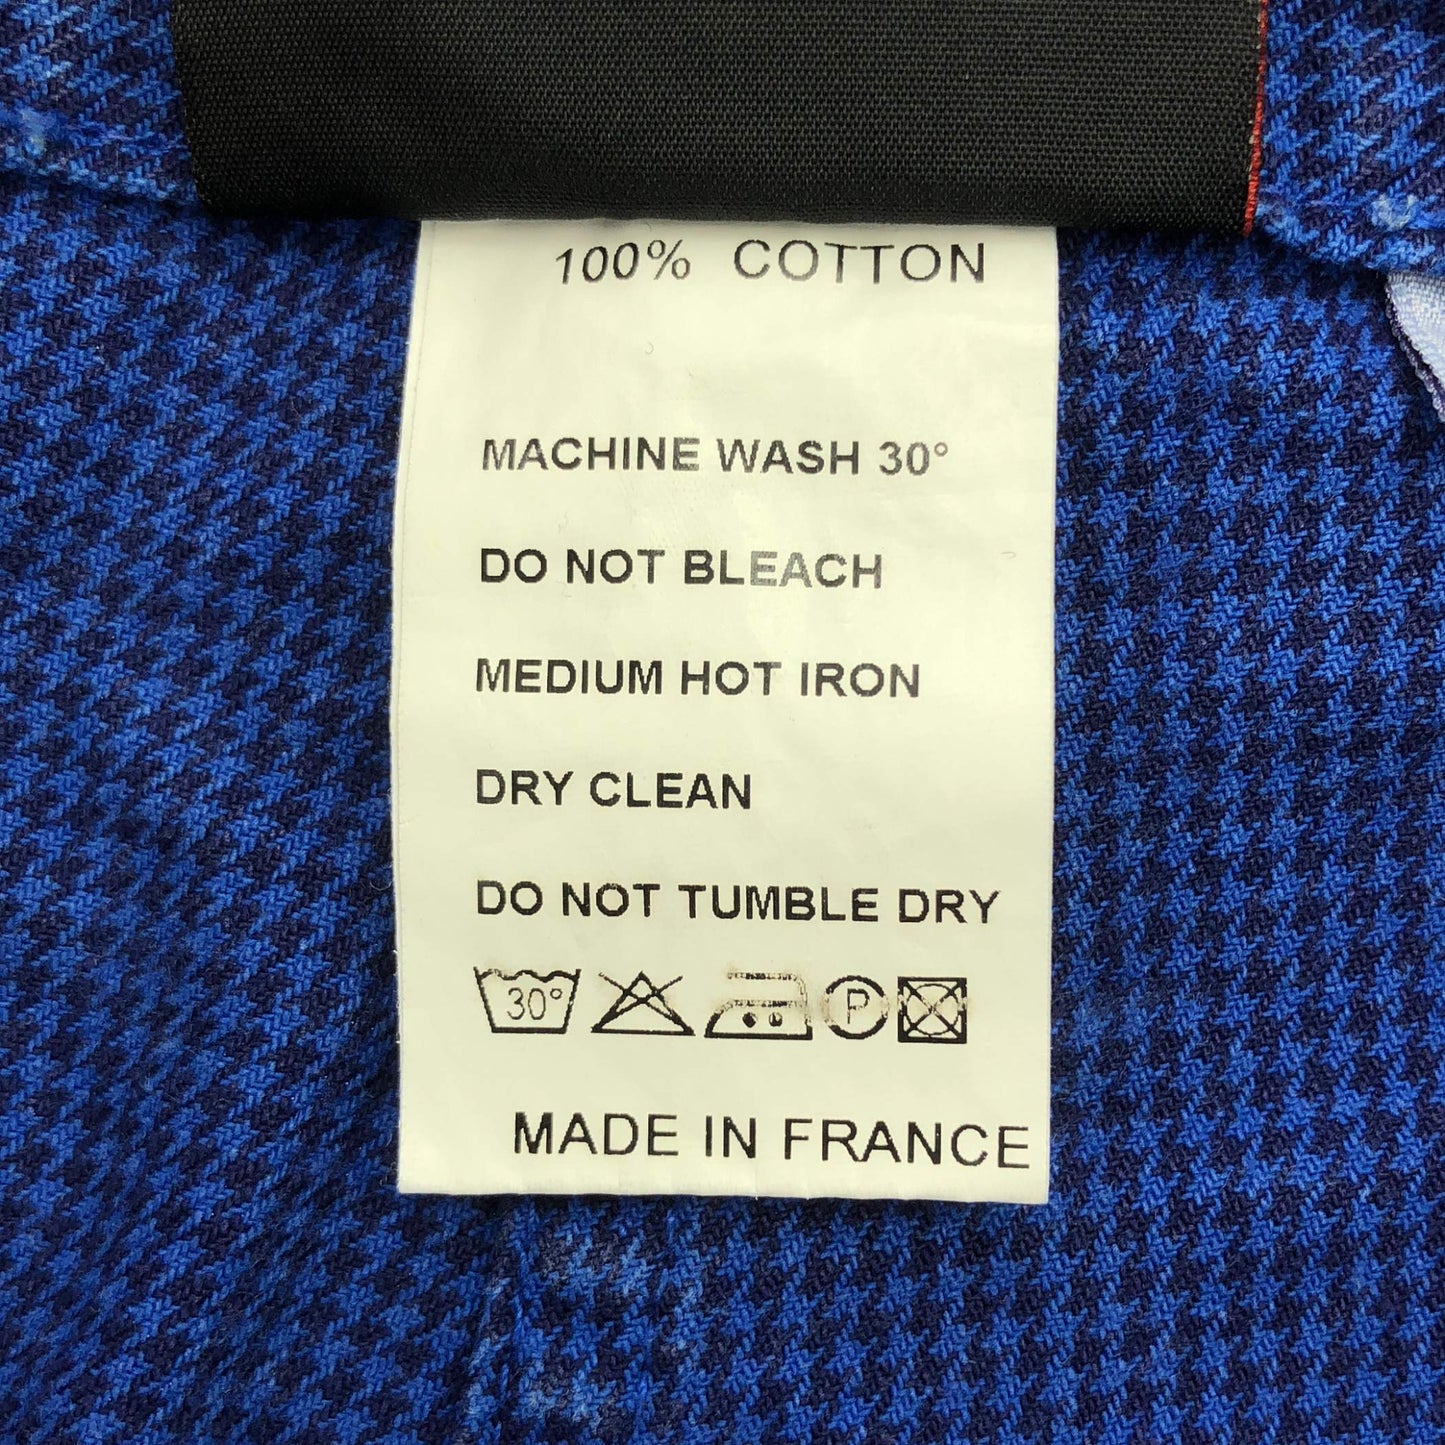 100% COTTON
MACHINE WASH 30°
DO NOT BLEACH
MEDIUM HOT IRON
DRY CLEAN
DO NOT TUMBLE DRY
30° P
MADE IN FRANCE